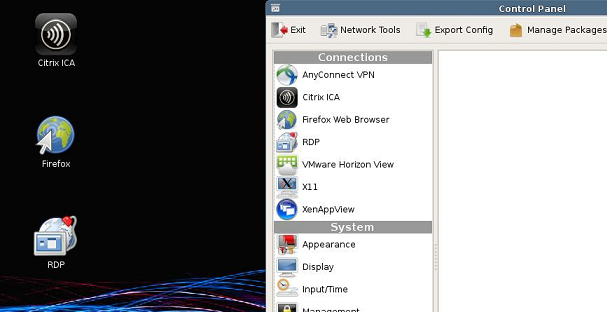 Citrix ICA
Firefox
RDP
Control Panel
Exit
Network Tools
Export Config
Manage Packages
Connections
AnyConnect VPN
Citrix ICA
Firefox Web Browser
RDP
VMware Horizon View
X11
XenAppView
System
Appearance
Display
Input/Time
Management